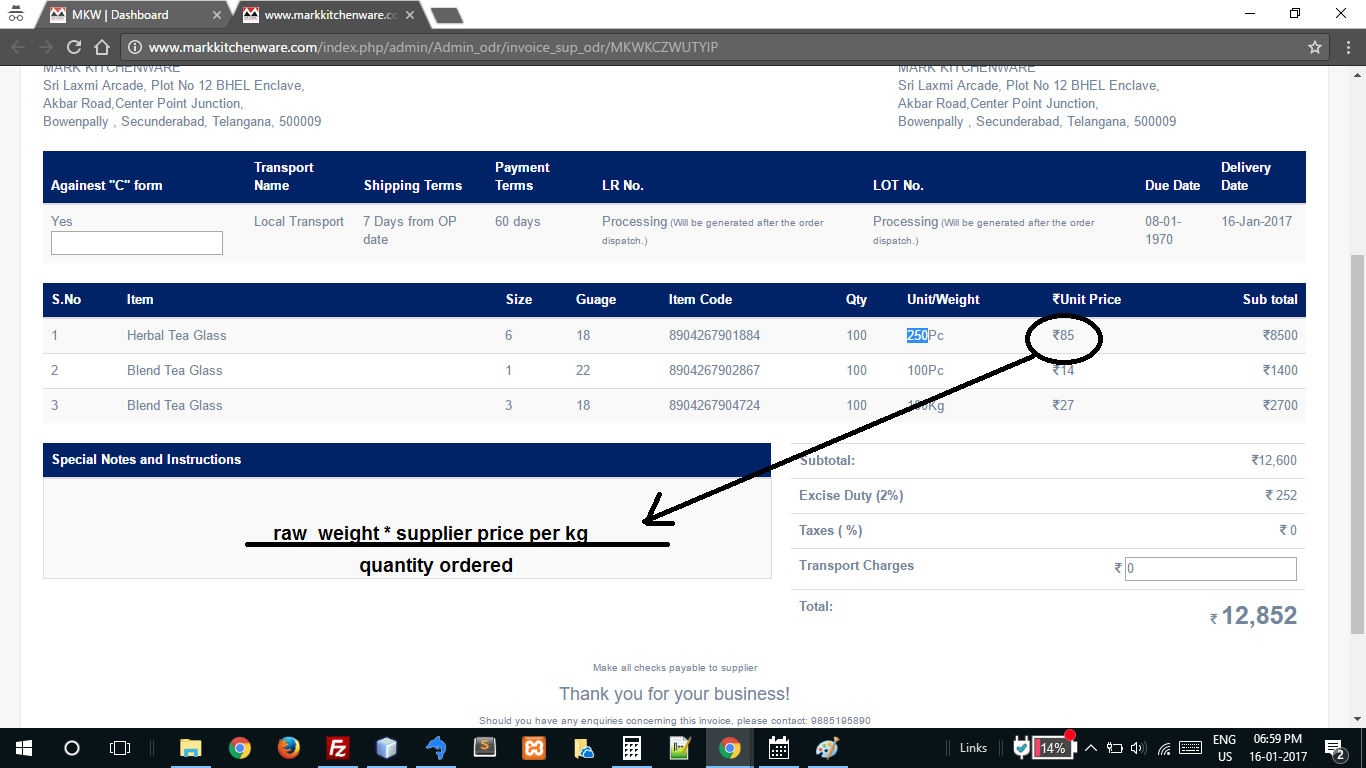 MKW | Dashboard
www.markkitchenware.co
www.markkitchenware.com/index.php/admin/Admin_odr/invoice_sup_odr/MKWKCZWUTYIP
MARK KITCHENWARE
Sri Laxmi Arcade, Plot No 12 BHEL Enclave,
Akbar Road,Center Point Junction,
Bowenpally , Secunderabad, Telangana, 500009
MARK KITCHENWARE
Sri Laxmi Arcade, Plot No 12 BHEL Enclave,
Akbar Road,Center Point Junction,
Bowenpally , Secunderabad, Telangana, 500009
Againest "C" form Transport Name Shipping Terms Payment Terms LR No. LOT No. Due Date Delivery Date
Yes Local Transport 7 Days from OP date 60 days Processing (Will be generated after the order dispatch.) Processing (Will be generated after the order dispatch.) 08-01-1970 16-Jan-2017
S.No Item Size Guage Item Code Qty Unit/Weight ₹Unit Price Sub total
1 Herbal Tea Glass 6 18 8904267901884 100 250Pc ₹85 ₹8500
2 Blend Tea Glass 1 22 8904267902867 100 100Pc ₹14 ₹1400
3 Blend Tea Glass 3 18 8904267904724 100 100Kg ₹27 ₹2700
Special Notes and Instructions
raw weight * supplier price per kg
quantity ordered
Subtotal: ₹12,600
Excise Duty (2%) ₹ 252
Taxes ( %) ₹ 0
Transport Charges ₹ 0
Total: ₹ 12,852
Make all checks payable to supplier
Thank you for your business!
Should you have any enquiries concerning this invoice, please contact: 9885195890
Links 14% ENG US 06:59 PM 16-01-2017 2